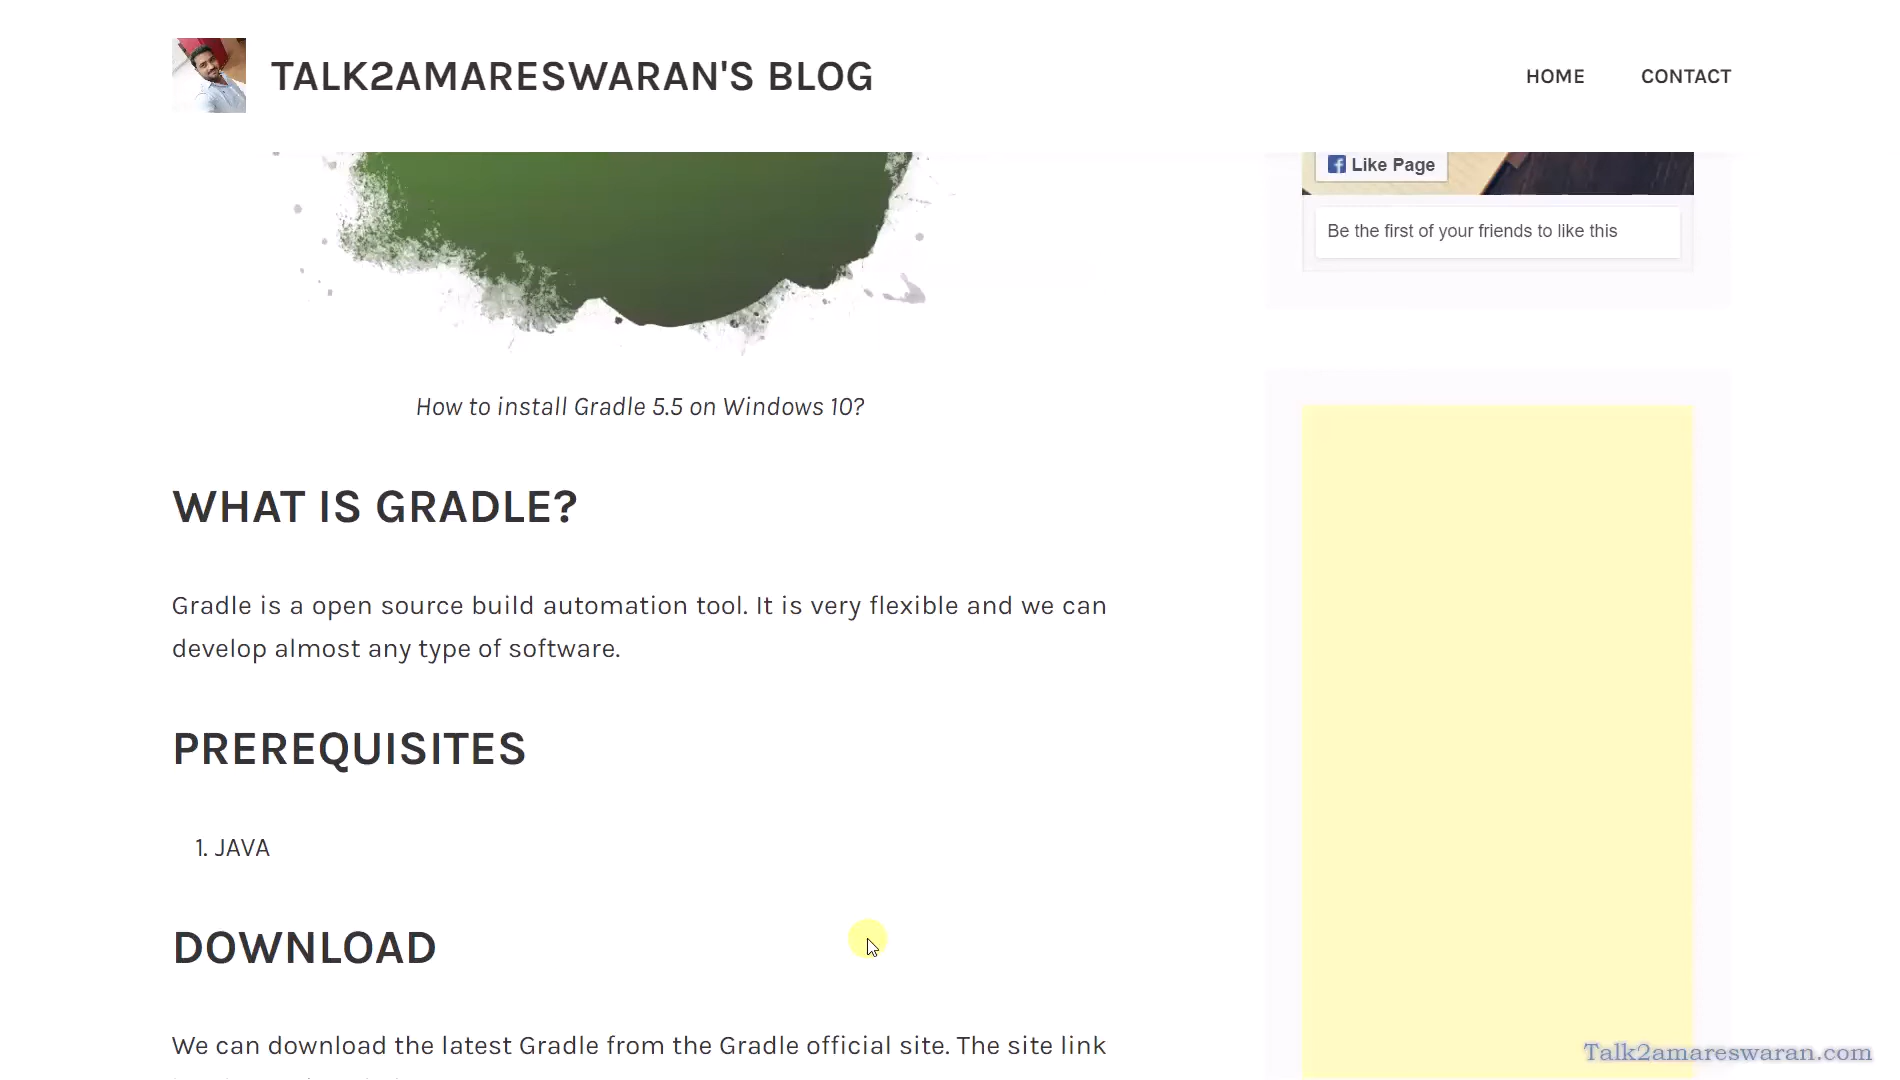 TALK2AMARESWARAN'S BLOG
HOME
CONTACT
Like Page
Be the first of your friends to like this
How to install Gradle 5.5 on Windows 10?
WHAT IS GRADLE?
Gradle is a open source build automation tool. It is very flexible and we can
develop almost any type of software.
PREREQUISITES
1. JAVA
DOWNLOAD
We can download the latest Gradle from the Gradle official site. The site link
Talk2amareswaran.com